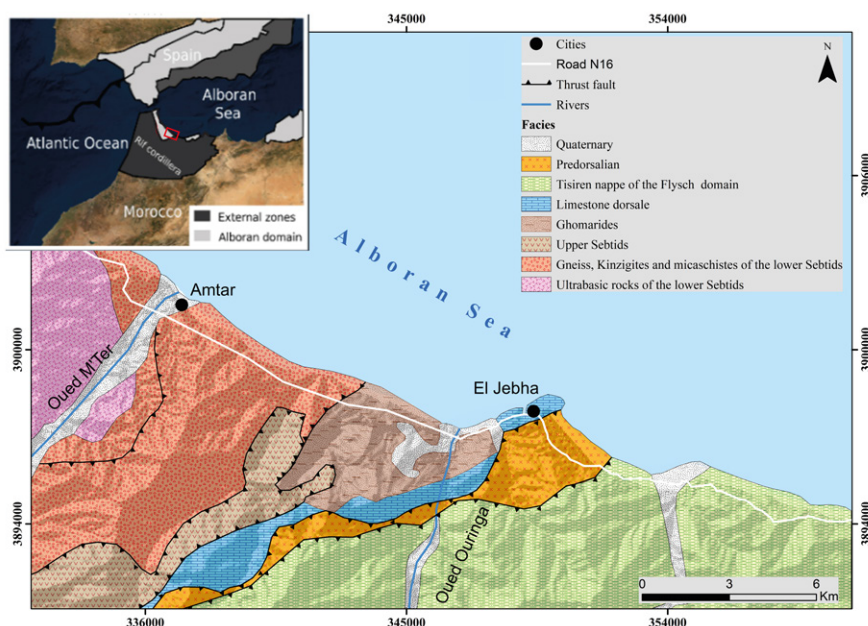 345000
354000
Spain
Alboran
Sea
Atlantic Ocean
Rif cordillera
Morocco
External zones
Alboran domain
N
Cities
Road N16
Thrust fault
Rivers
Facies
Quaternary
Predorsalian
Tisiren nappe of the Flysch domain
Limestone dorsale
Ghomarides
Upper Sebtids
Gneiss, Kinzigites and micaschistes of the lower Sebtids
Ultrabasic rocks of the lower Sebtids
3906000
Alboran Sea
Amtar
Oued M'Ter
El Jebha
Oued Ouringa
3900000
3900000
3894000
3894000
0 3 6
Km
336000
345000
354000